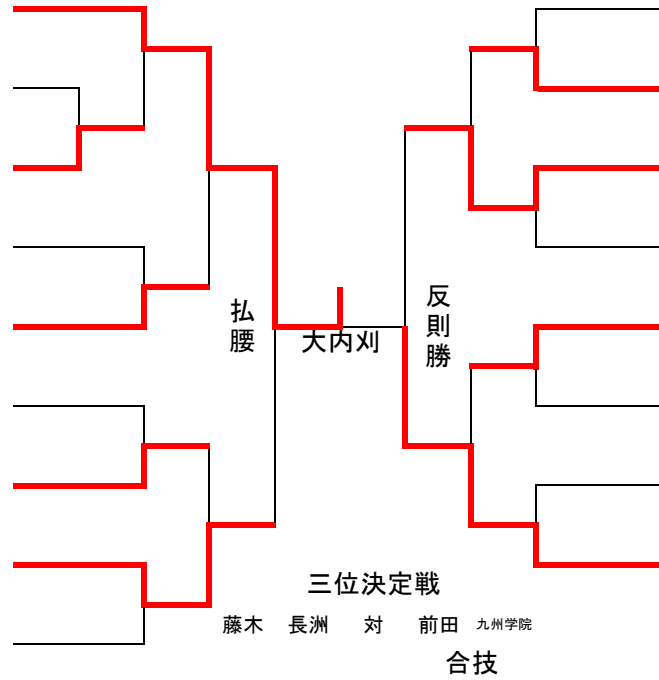 払腰
大内刈
反則勝
三位決定戦
藤木 長洲 対 前田 九州学院
合技